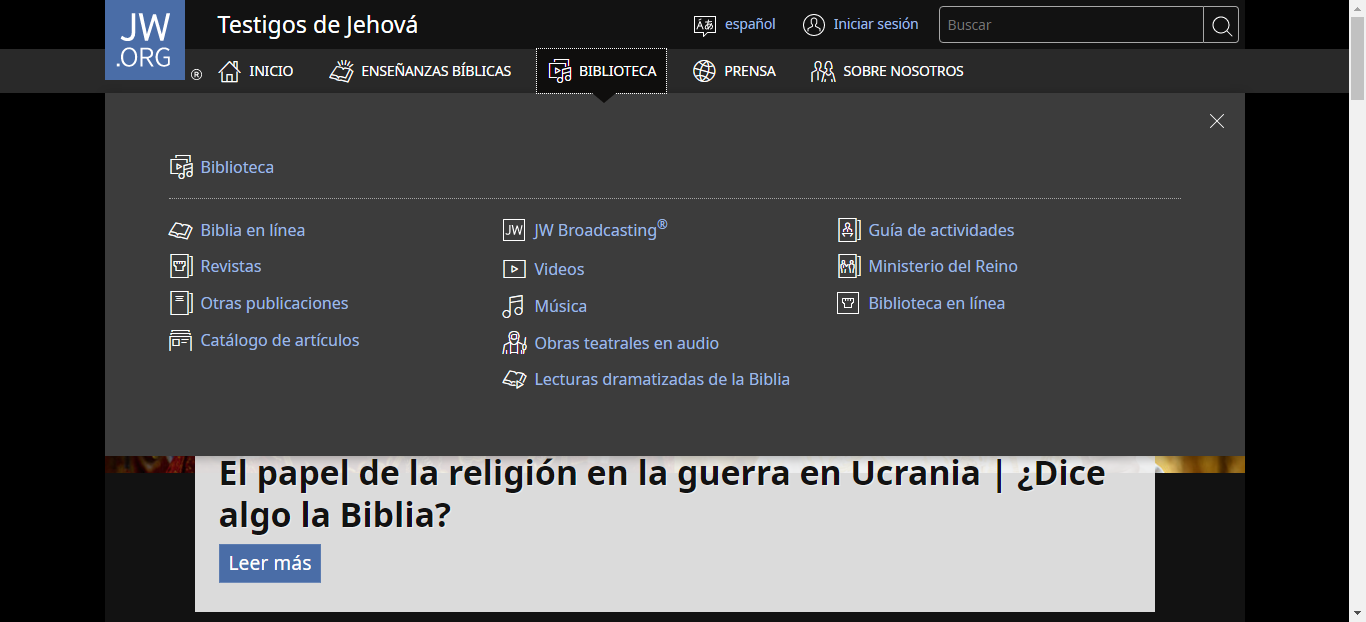 JW
.ORG
®
Testigos de Jehová
español
Iniciar sesión
Buscar
INICIO
ENSEÑANZAS BÍBLICAS
BIBLIOTECA
PRENSA
SOBRE NOSOTROS
Biblioteca
Biblia en línea
Revistas
Otras publicaciones
Catálogo de artículos
JW JW Broadcasting®
Videos
Música
Obras teatrales en audio
Lecturas dramatizadas de la Biblia
Guía de actividades
Ministerio del Reino
Biblioteca en línea
El papel de la religión en la guerra en Ucrania | ¿Dice
algo la Biblia?
Leer más